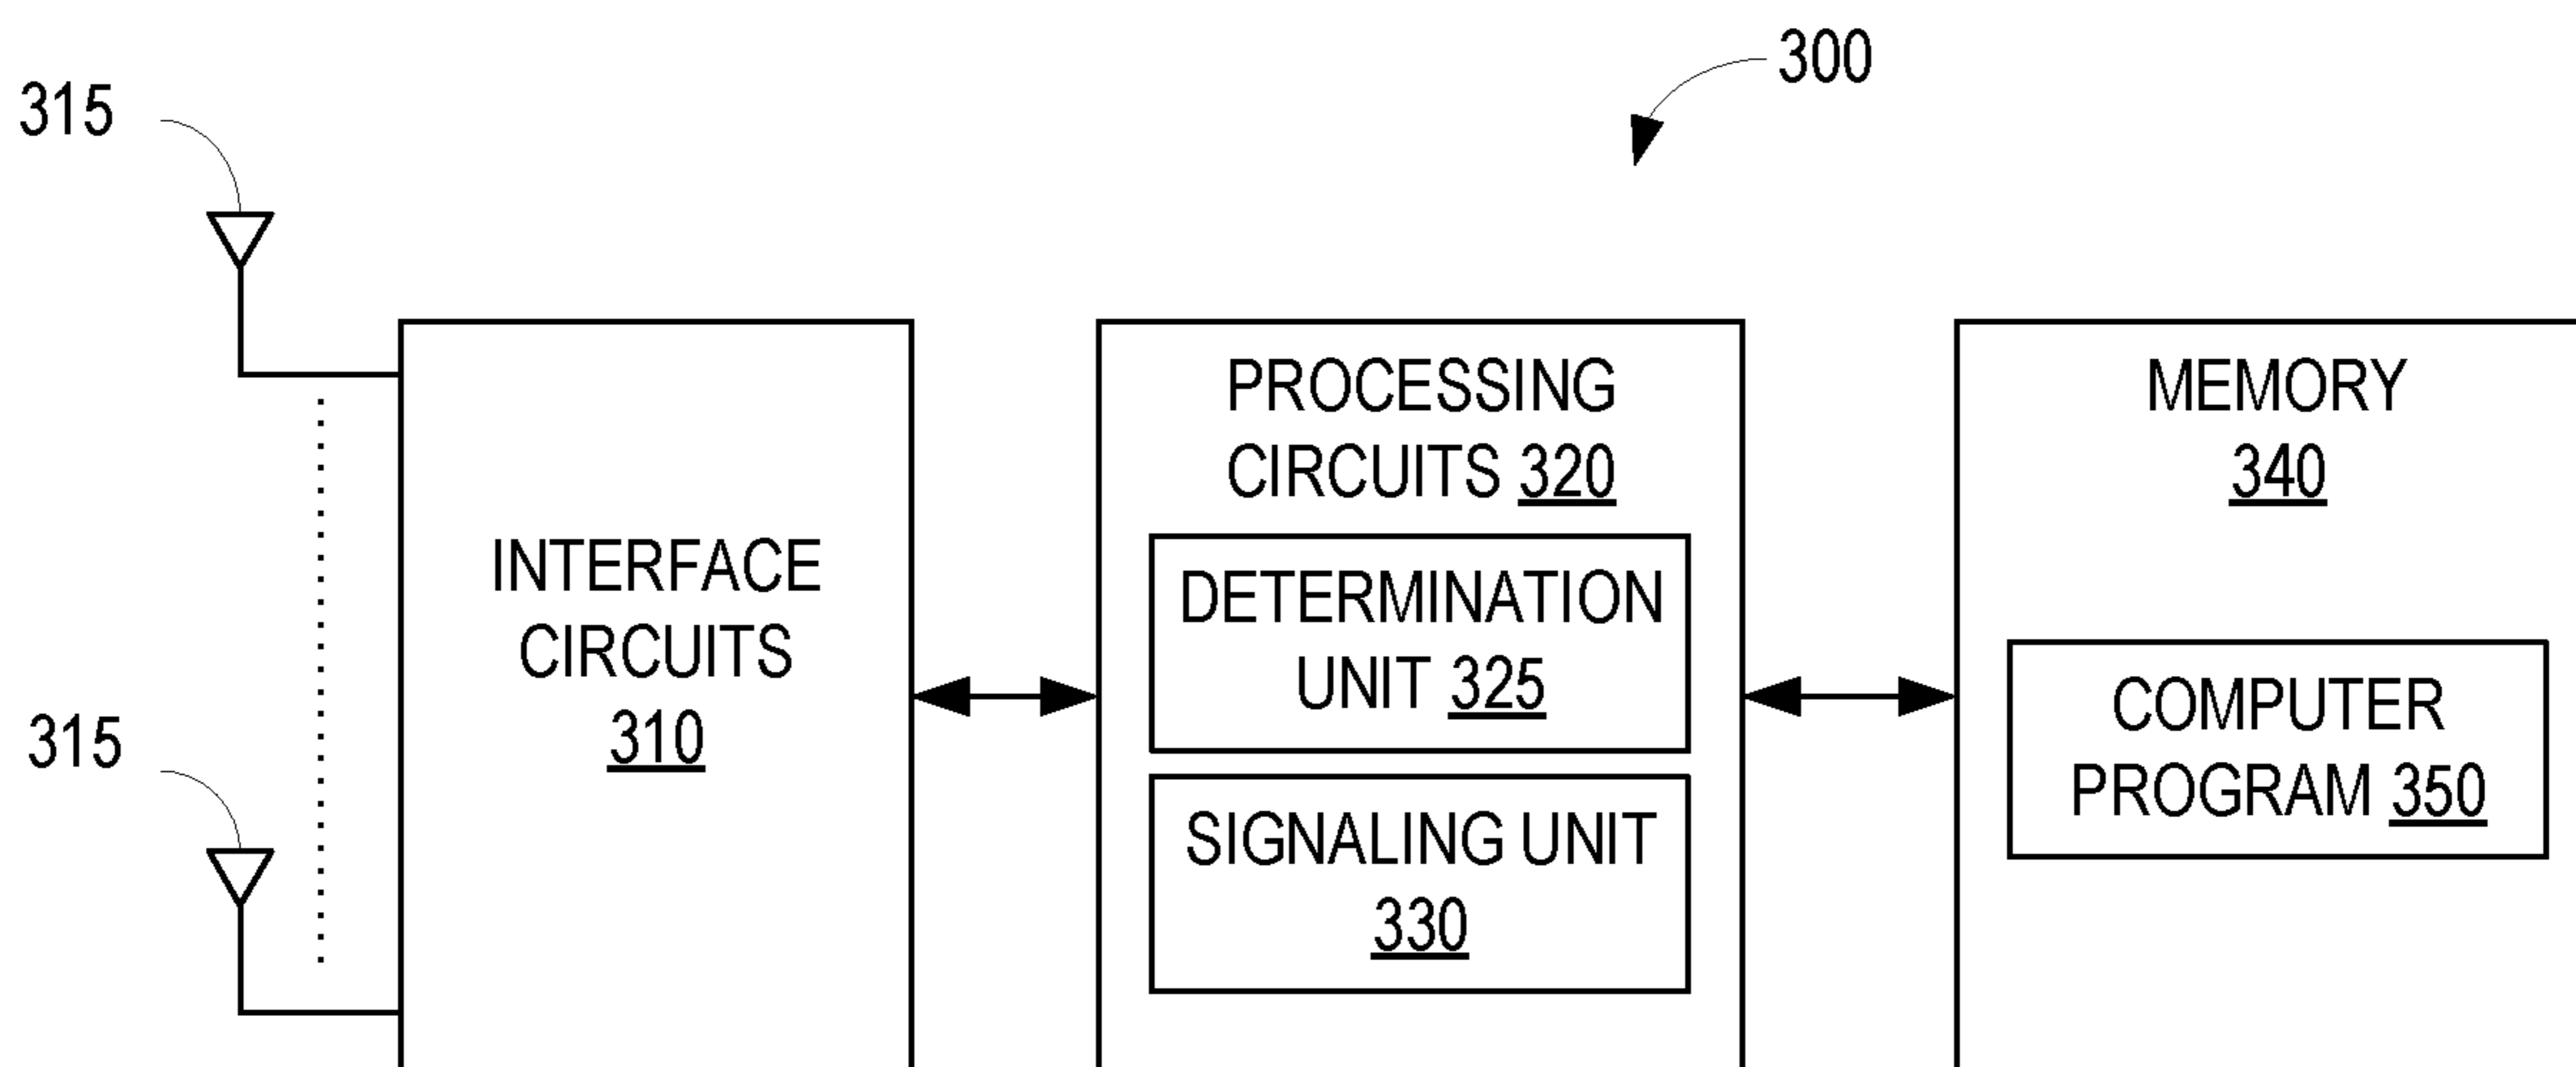 300
315
315
INTERFACE
CIRCUITS
310
PROCESSING
CIRCUITS 320
DETERMINATION
UNIT 325
SIGNALING UNIT
330
MEMORY
340
COMPUTER
PROGRAM 350